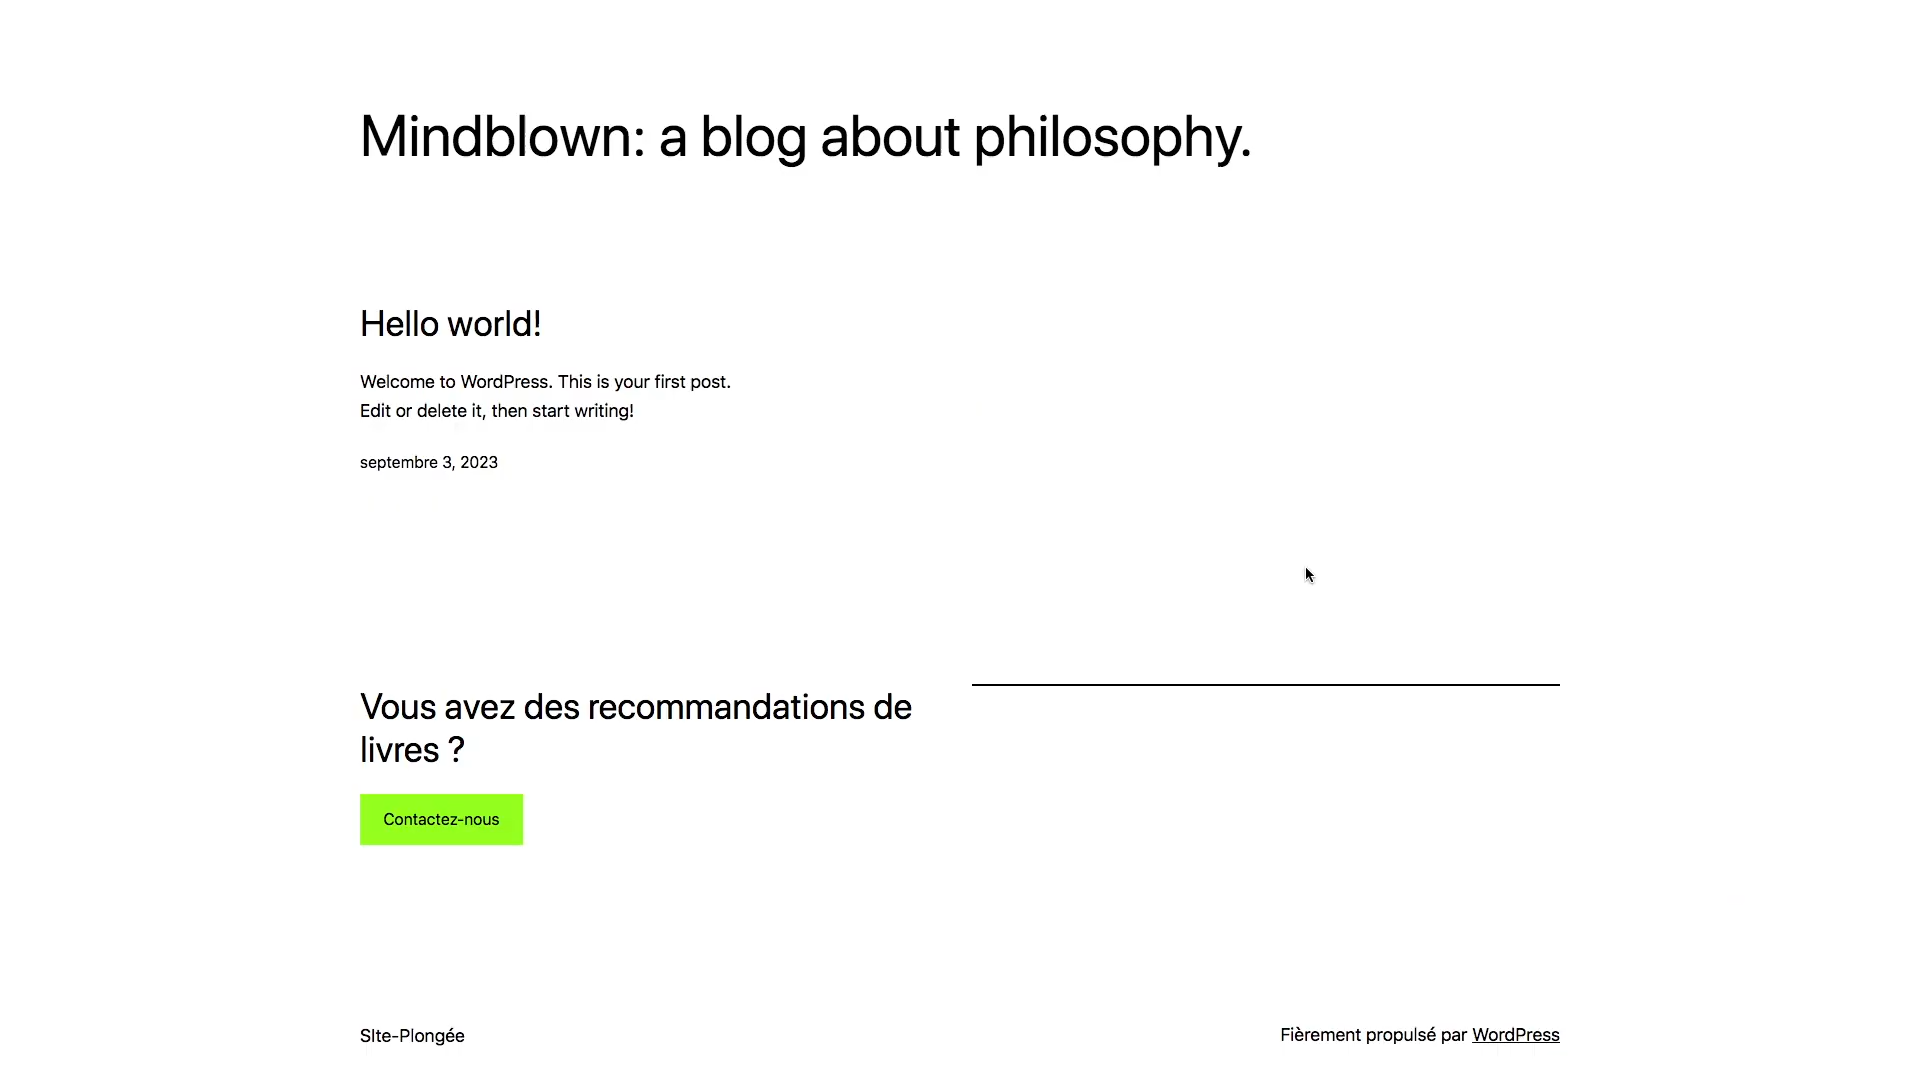 Mindblown: a blog about philosophy.
Hello world!
Welcome to WordPress. This is your first post.
Edit or delete it, then start writing!
septembre 3, 2023
Vous avez des recommandations de
livres ?
Contactez-nous
SIte-Plongée
Fièrement propulsé par WordPress